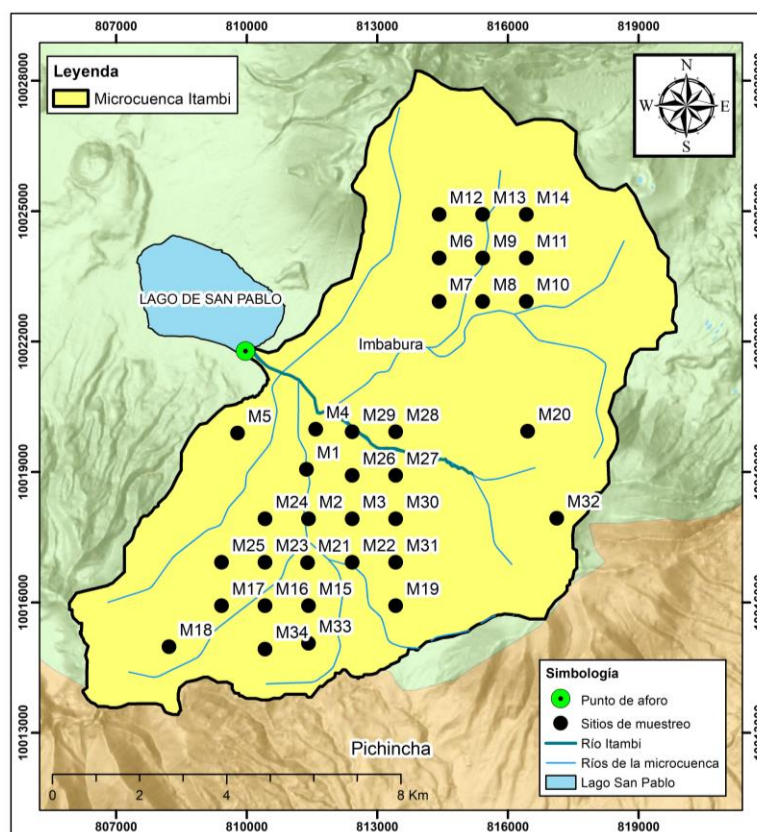 807000 810000 813000 816000 819000
10028000
Leyenda
Microcuenca Itambi
N
W E
S
10025000 10025000
M12 M13 M14
M6 M9 M11
M7 M8 M10
LAGO DE SAN PABLO
10022000
Imbabura
M5 M4 M29 M28 M20
10019000 10019000
M1 M26 M27
M24 M2 M3 M30 M32
M25 M23 M21 M22 M31
10016000
M17 M16 M15 M19
M18 M34 M33
Simbología
Punto de aforo
Sitios de muestreo
Río Itambi
Ríos de la microcuenca
Lago San Pablo
10013000
Pichincha
0 2 4 8 Km
807000 810000 813000 816000 819000